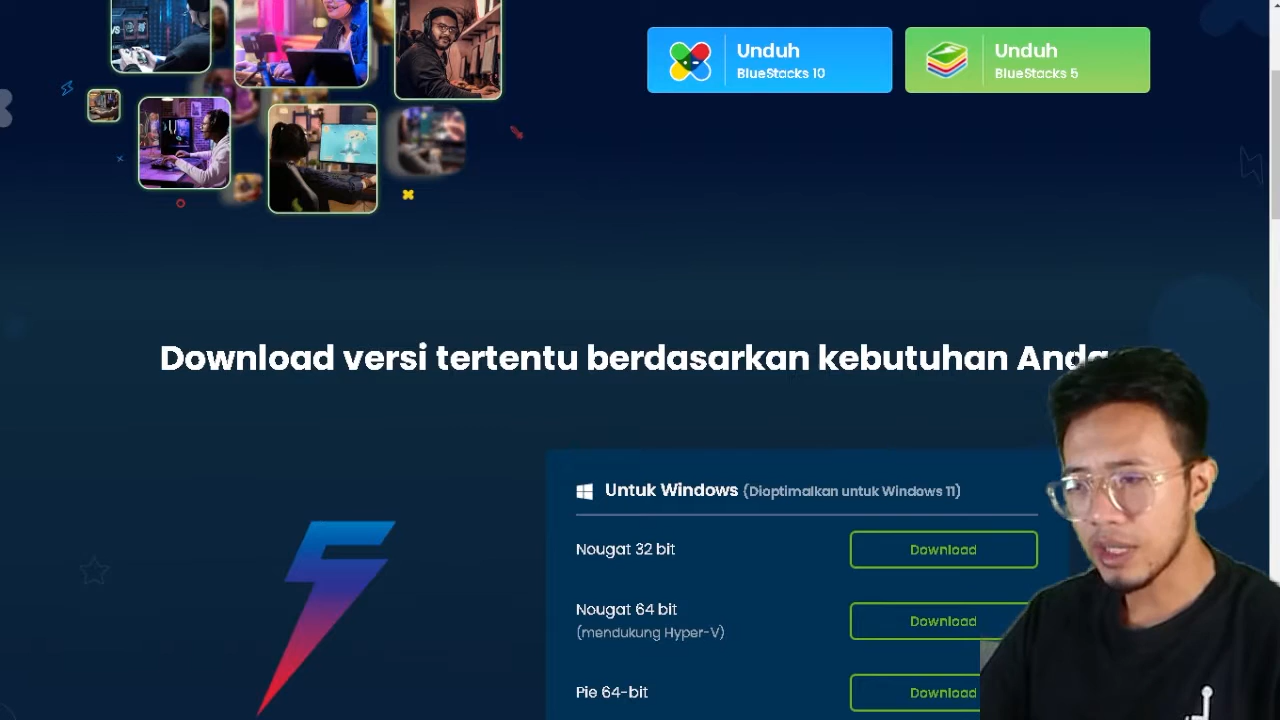 Unduh
BlueStacks 10
Unduh
BlueStacks 5
Download versi tertentu berdasarkan kebutuhan Anda
Untuk Windows (Dioptimalkan untuk Windows 11)
Nougat 32 bit
Download
Nougat 64 bit
(mendukung Hyper-V)
Download
Pie 64-bit
Download